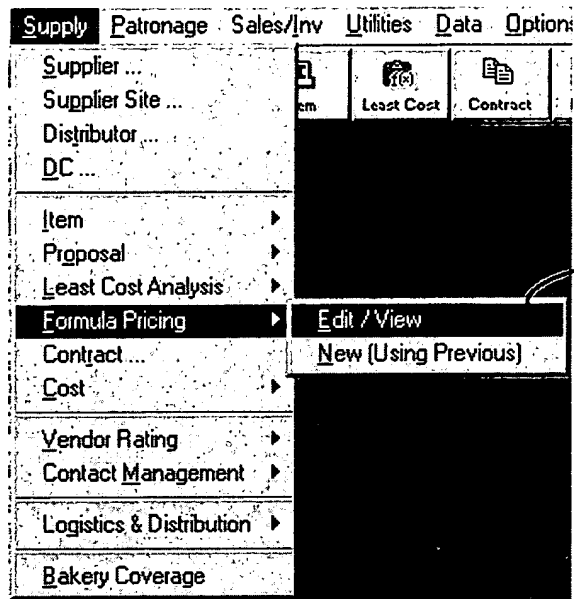 Supply Patronage Sales/Inv Utilities Data Options
Supplier ...
Supplier Site ...
Distributor ...
DC ...
em Least Cost Contract
Item
Proposal
Least Cost Analysis
Formula Pricing
Edit / View
New (Using Previous)
Contract ...
Cost
Vendor Rating
Contact Management
Logistics & Distribution
Bakery Coverage